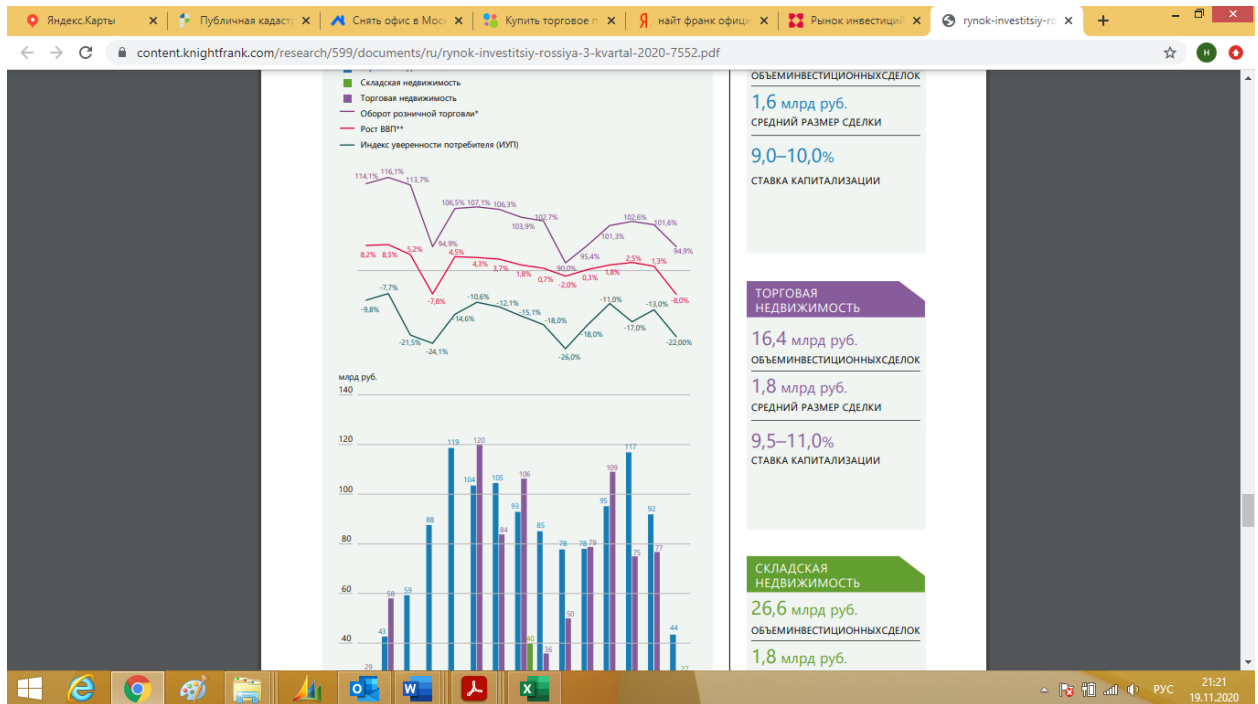 Яндекс.Карты
Публичная кадаст
Снять офис в Мос
Купить торговое п
найт франк офиц
Рынок инвестиций
rynok-investitsiy-ro
content.knightfrank.com/research/599/documents/ru/rynok-investitsiy-rossiya-3-kvartal-2020-7552.pdf
Н
Складская недвижимость
Торговая недвижимость
Оборот розничной торговли*
Рост ВВП**
Индекс уверенности потребителя (ИУП)
114,1% 116,1% 113,7% 94,9% 106,5% 107,1% 106,3% 103,9% 102,7% 90,0% 95,4% 101,3% 102,6% 101,6% 94,9%
8,2% 8,5% 5,2% -7,8% 4,5% 4,3% 3,7% 1,8% 0,7% -2,0% 0,3% 1,8% 2,5% 1,3% -8,0%
-9,8% -7,7% -21,5% -24,1% -14,6% -10,6% -12,1% -15,1% -18,0% -26,0% -18,0% -11,0% -17,0% -13,0% -22,00%
млрд руб.
140
120
100
80
60
40
29 43 58 59 88 119 104 120 105 84 93 106 40 85 36 78 50 78 79 95 109 117 75 92 77 44 27
ОБЪЕМИНВЕСТИЦИОННЫХСДЕЛОК
1,6 млрд руб.
СРЕДНИЙ РАЗМЕР СДЕЛКИ
9,0–10,0%
СТАВКА КАПИТАЛИЗАЦИИ
ТОРГОВАЯ
НЕДВИЖИМОСТЬ
16,4 млрд руб.
ОБЪЕМИНВЕСТИЦИОННЫХСДЕЛОК
1,8 млрд руб.
СРЕДНИЙ РАЗМЕР СДЕЛКИ
9,5–11,0%
СТАВКА КАПИТАЛИЗАЦИИ
СКЛАДСКАЯ
НЕДВИЖИМОСТЬ
26,6 млрд руб.
ОБЪЕМИНВЕСТИЦИОННЫХСДЕЛОК
1,8 млрд руб.
РУС
21:21
19.11.2020